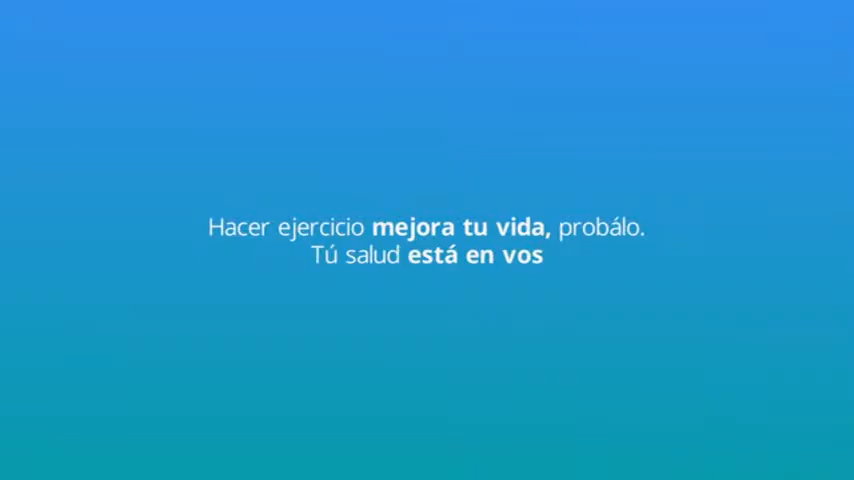 Hacer ejercicio mejora tu vida, probálo.
Tú salud está en vos